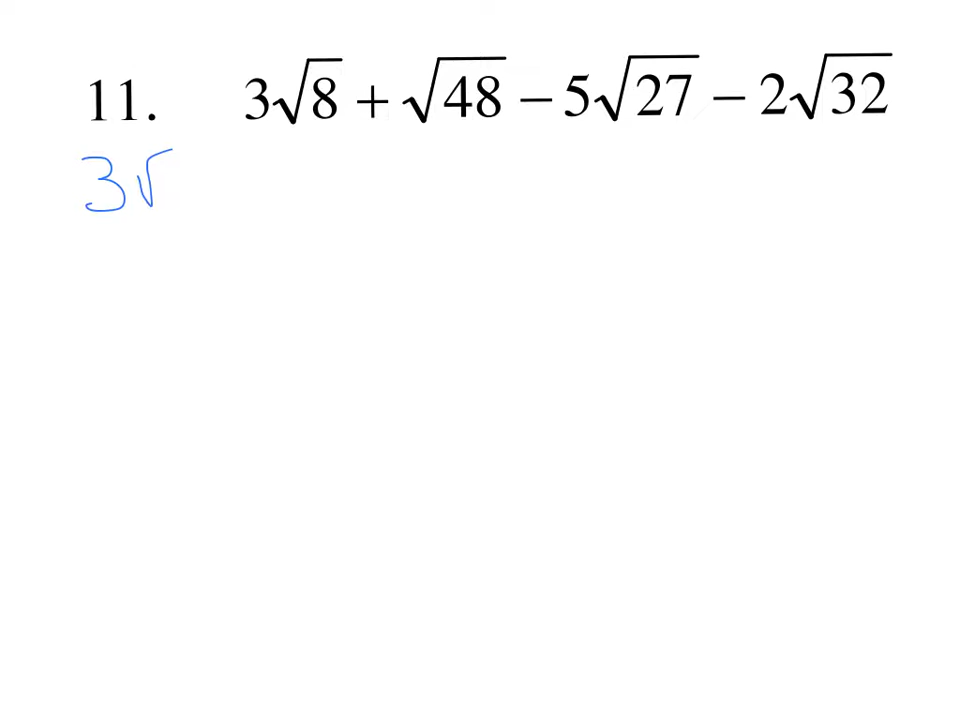 11. 3√8 + √48 − 5√27 − 2√32
3√